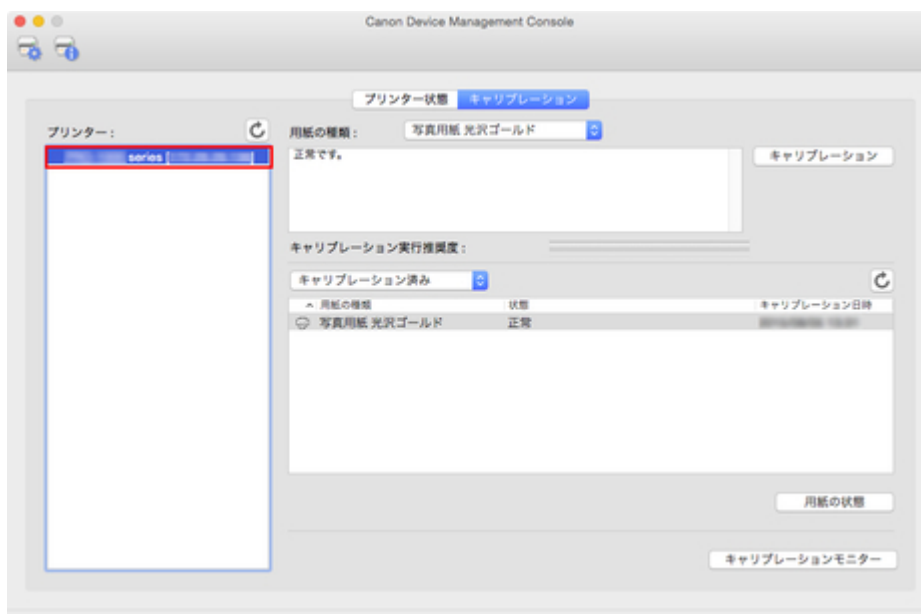 Canon Device Management Console
プリンター状態 キャリブレーション
プリンター：
用紙の種類： 写真用紙 光沢ゴールド
series [
正常です。
キャリブレーション
キャリブレーション実行推奨度：
キャリブレーション済み
用紙の種類 状態 キャリブレーション日時
写真用紙 光沢ゴールド 正常
用紙の状態
キャリブレーションモニター